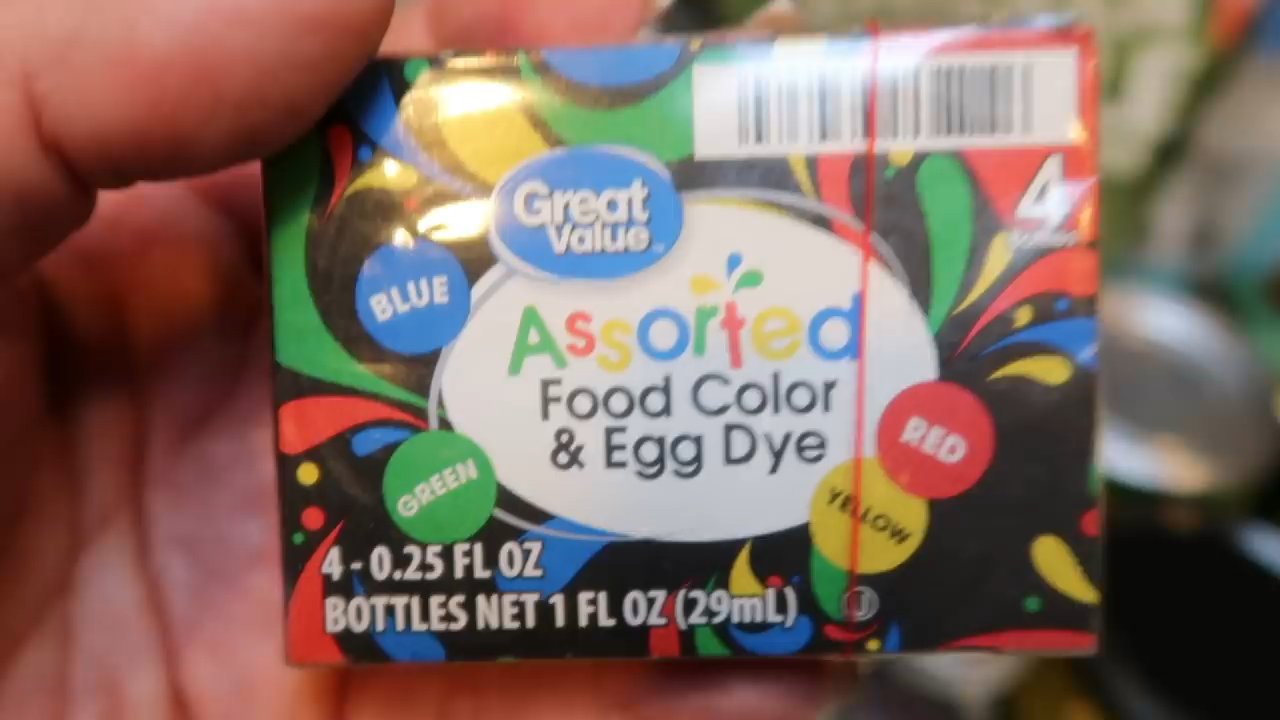 Great
Value
4
BLUE
Assorted
Food Color
& Egg Dye
RED
GREEN
YELLOW
4 - 0.25 FL OZ
BOTTLES NET 1 FL OZ (29mL)
U